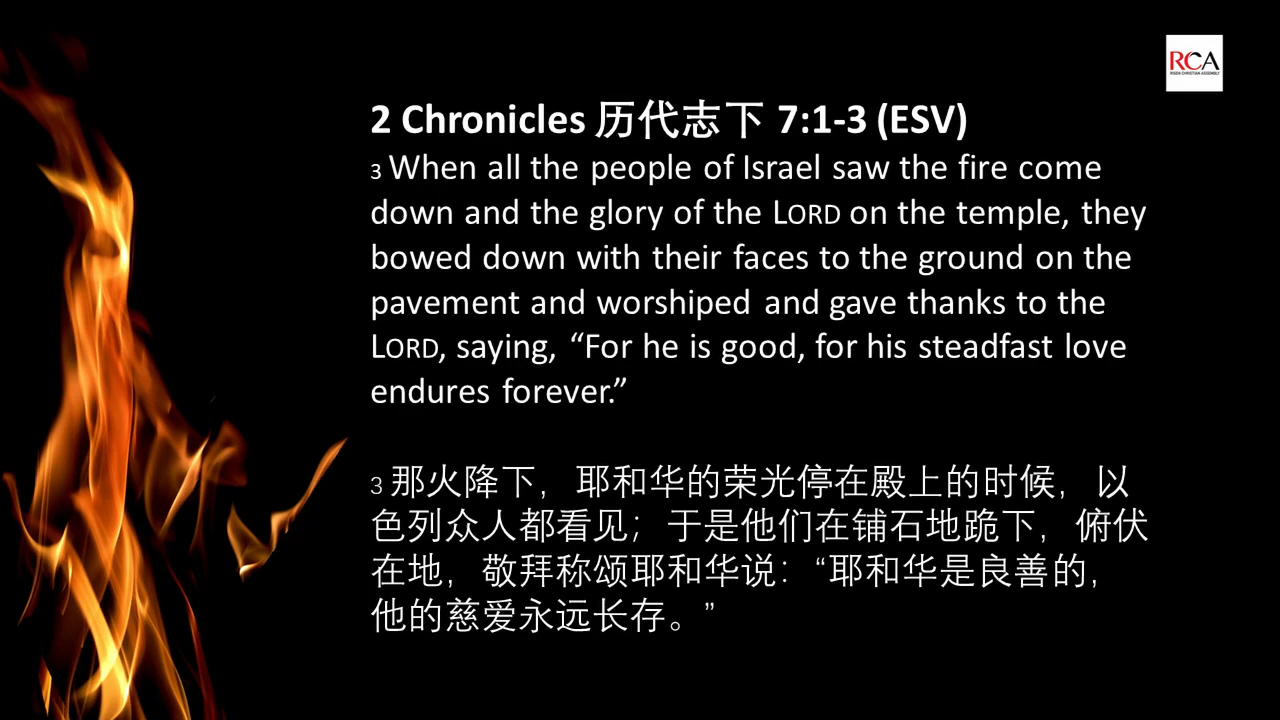 RCA
RISEN CHRISTIAN ASSEMBLY
2 Chronicles 历代志下 7:1-3 (ESV)
3 When all the people of Israel saw the fire come
down and the glory of the LORD on the temple, they
bowed down with their faces to the ground on the
pavement and worshiped and gave thanks to the
LORD, saying, “For he is good, for his steadfast love
endures forever.”
3 那火降下，耶和华的荣光停在殿上的时候，以
色列众人都看见；于是他们在铺石地跪下，俯伏
在地，敬拜称颂耶和华说：“耶和华是良善的，
他的慈爱永远长存。”